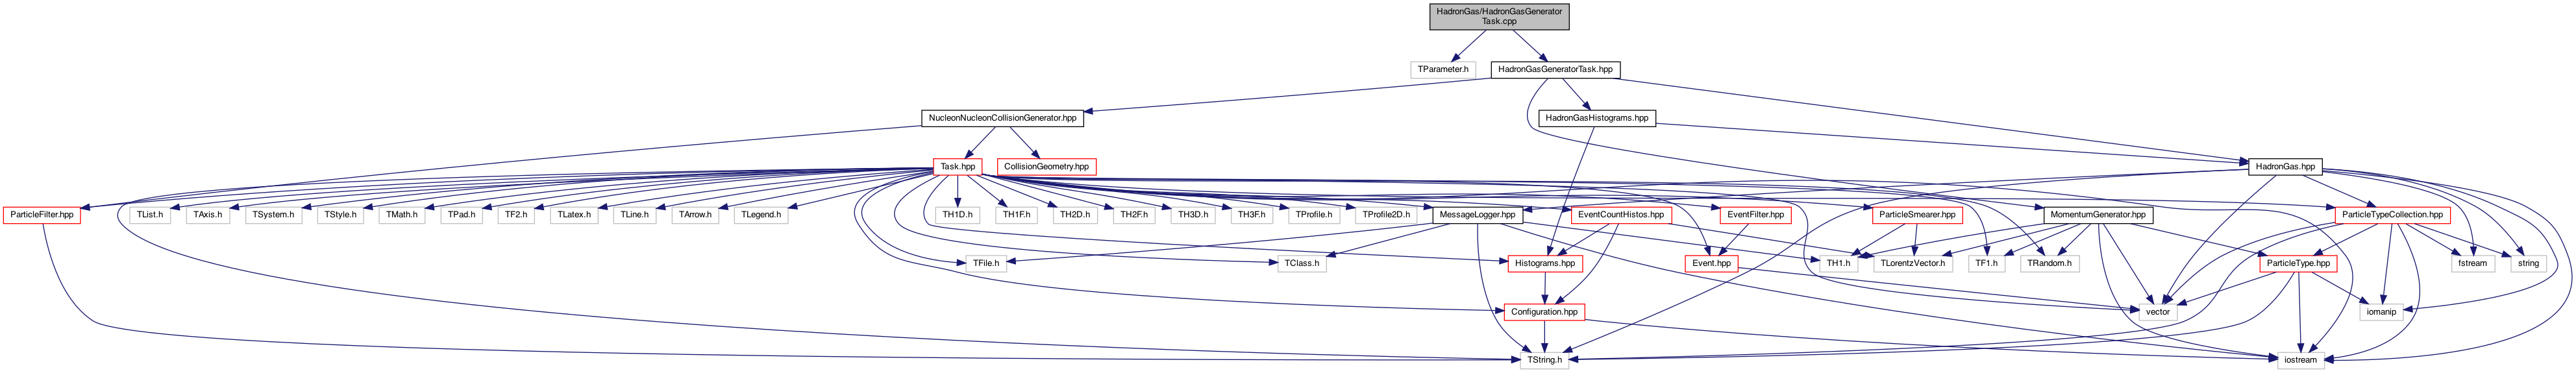 HadronGas/HadronGasGenerator
Task.cpp
TParameter.h
HadronGasGeneratorTask.hpp
NucleonNucleonCollisionGenerator.hpp
HadronGasHistograms.hpp
Task.hpp
CollisionGeometry.hpp
HadronGas.hpp
ParticleFilter.hpp
TList.h
TAxis.h
TSystem.h
TStyle.h
TMath.h
TPad.h
TF2.h
TLatex.h
TLine.h
TArrow.h
TLegend.h
TH1D.h
TH1F.h
TH2D.h
TH2F.h
TH3D.h
TH3F.h
TProfile.h
TProfile2D.h
MessageLogger.hpp
EventCountHistos.hpp
EventFilter.hpp
ParticleSmearer.hpp
MomentumGenerator.hpp
ParticleTypeCollection.hpp
TFile.h
TClass.h
Histograms.hpp
Event.hpp
TH1.h
TLorentzVector.h
TF1.h
TRandom.h
ParticleType.hpp
fstream
string
Configuration.hpp
vector
iomanip
TString.h
iostream